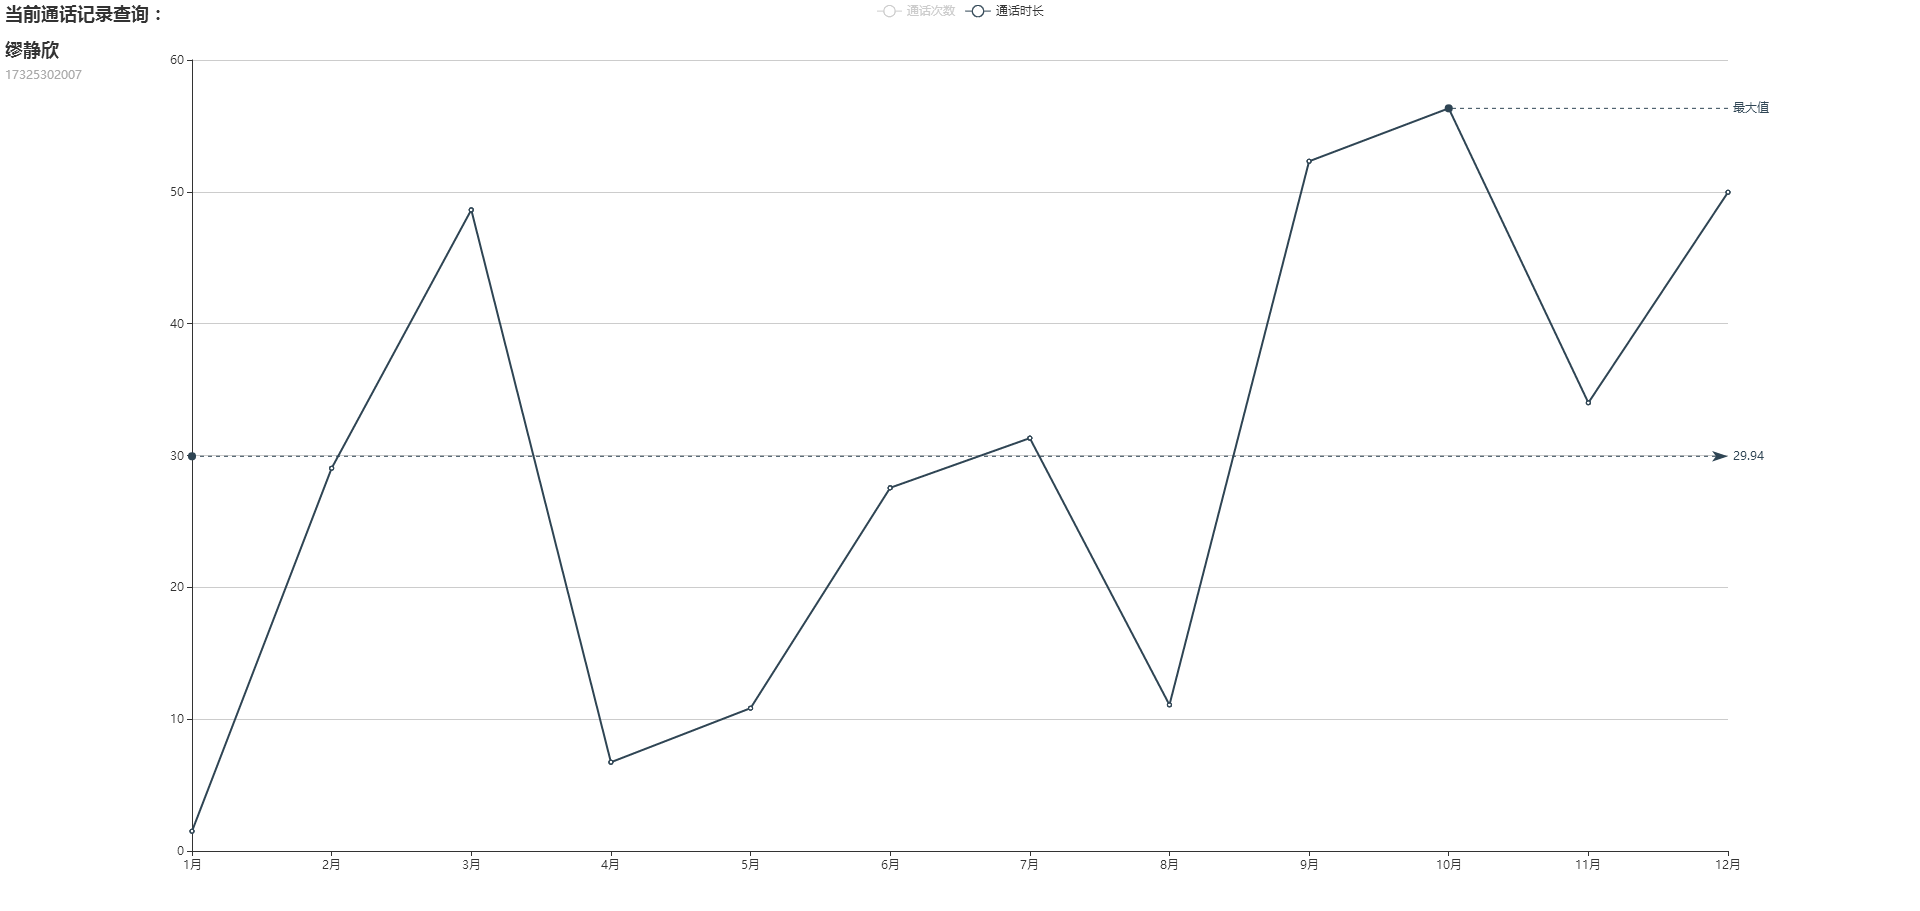 当前通话记录查询：
通话次数
通话时长
缪静欣
17325302007
60
50
40
30
20
10
0
最大值
29.94
1月
2月
3月
4月
5月
6月
7月
8月
9月
10月
11月
12月